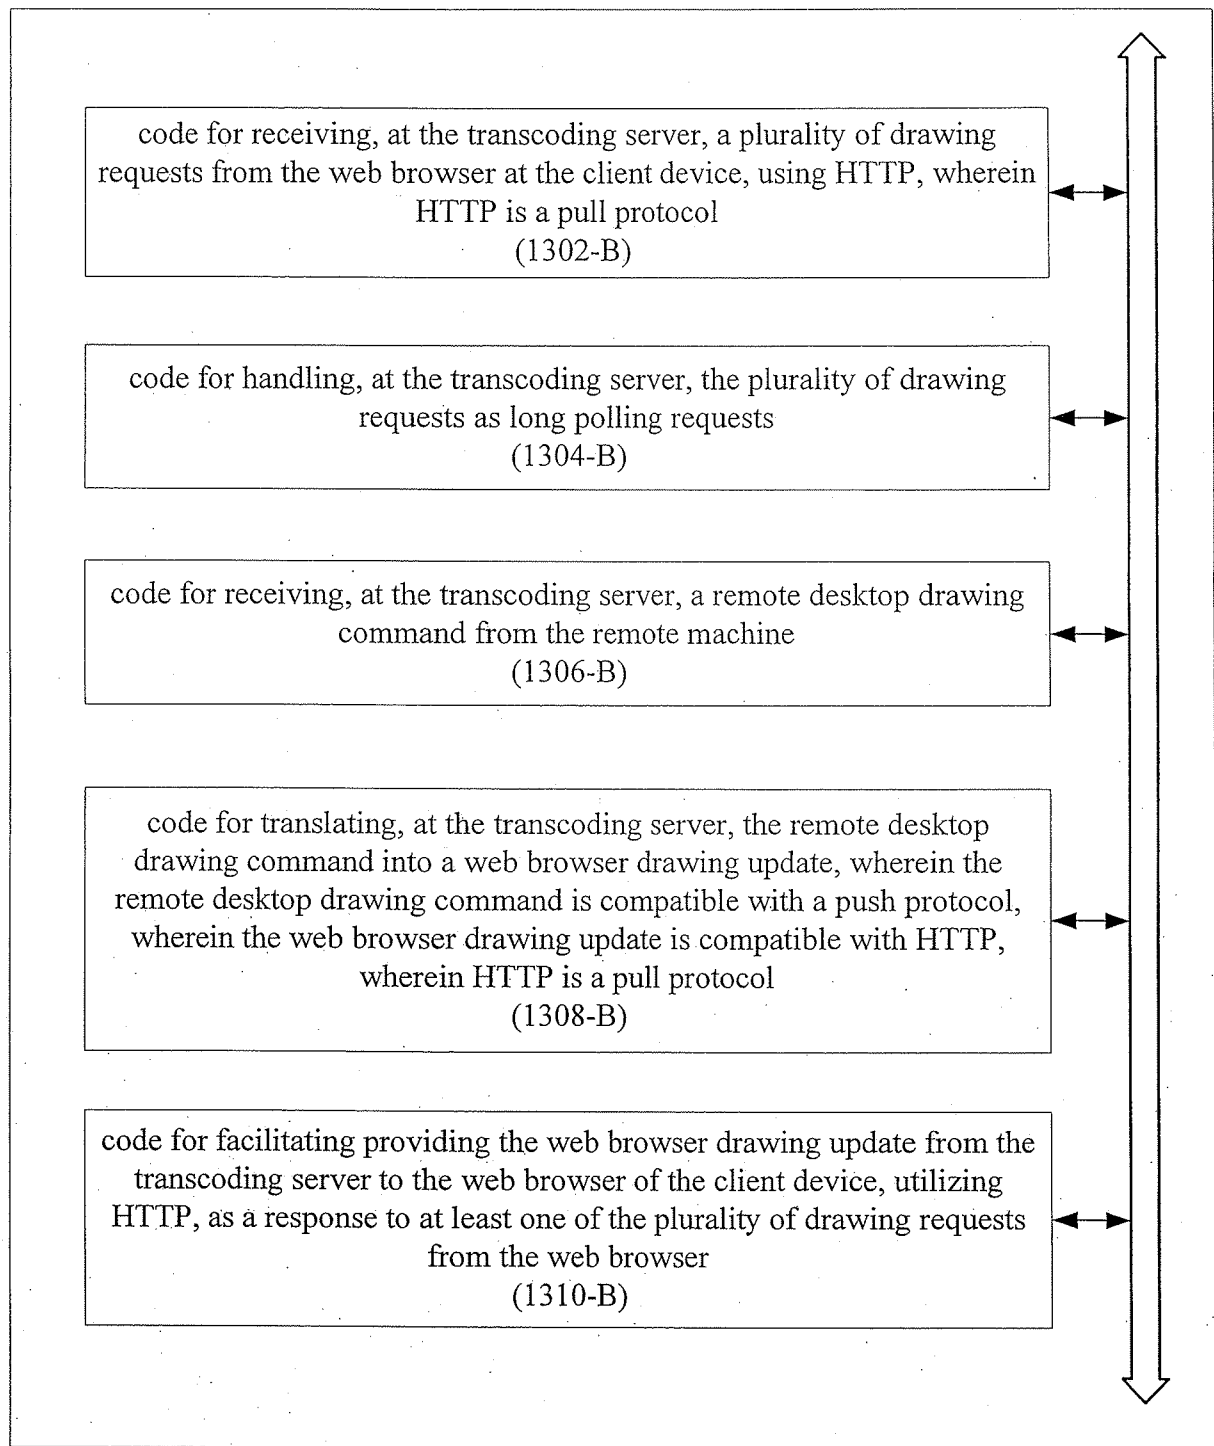 code for receiving, at the transcoding server, a plurality of drawing
requests from the web browser at the client device, using HTTP, wherein
HTTP is a pull protocol
(1302-B)
code for handling, at the transcoding server, the plurality of drawing
requests as long polling requests
(1304-B)
code for receiving, at the transcoding server, a remote desktop drawing
command from the remote machine
(1306-B)
code for translating, at the transcoding server, the remote desktop
drawing command into a web browser drawing update, wherein the
remote desktop drawing command is compatible with a push protocol,
wherein the web browser drawing update is compatible with HTTP,
wherein HTTP is a pull protocol
(1308-B)
code for facilitating providing the web browser drawing update from the
transcoding server to the web browser of the client device, utilizing
HTTP, as a response to at least one of the plurality of drawing requests
from the web browser
(1310-B)